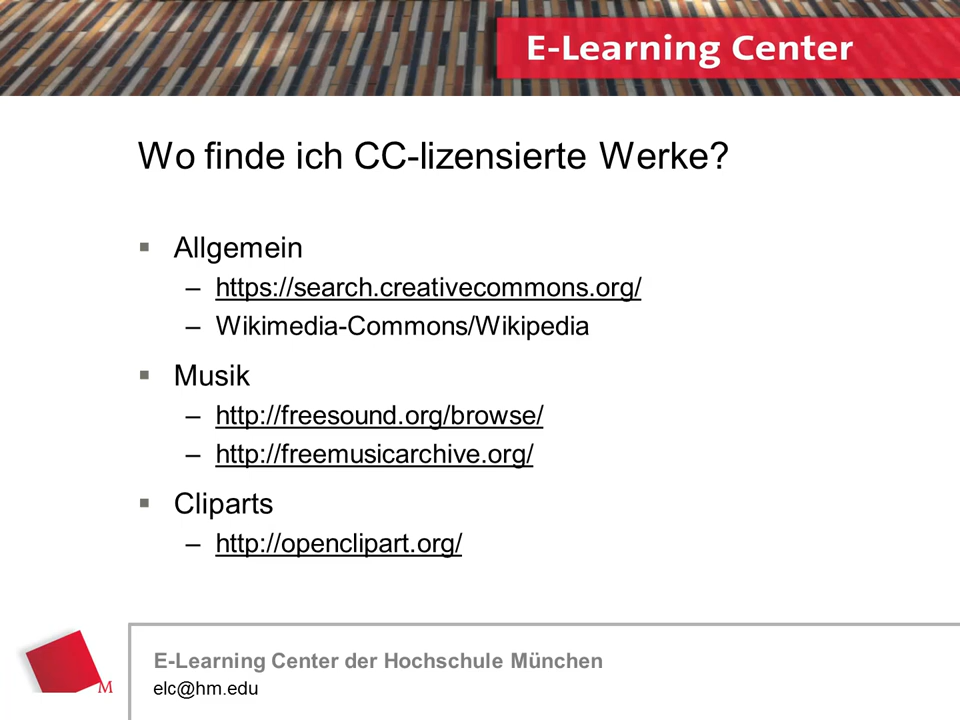 E-Learning Center
Wo finde ich CC-lizensierte Werke?
▪ Allgemein
– https://search.creativecommons.org/
– Wikimedia-Commons/Wikipedia
▪ Musik
– http://freesound.org/browse/
– http://freemusicarchive.org/
▪ Cliparts
– http://openclipart.org/
E-Learning Center der Hochschule München
M
elc@hm.edu